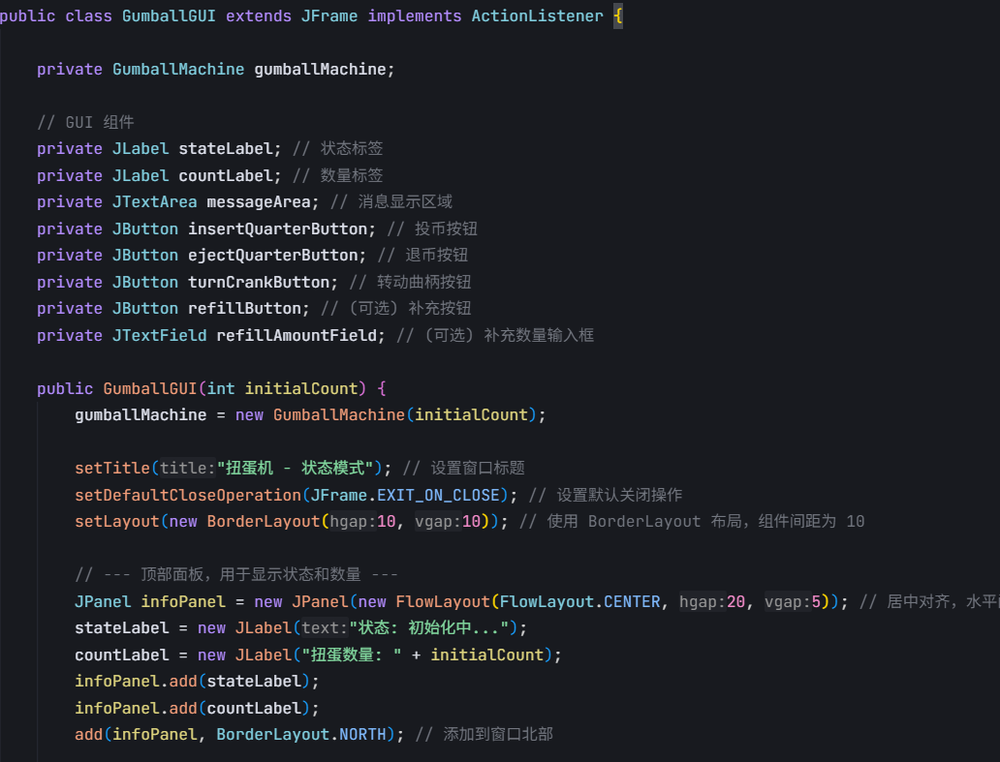 public class GumballGUI extends JFrame implements ActionListener {
private GumballMachine gumballMachine;
// GUI 组件
private JLabel stateLabel; // 状态标签
private JLabel countLabel; // 数量标签
private JTextArea messageArea; // 消息显示区域
private JButton insertQuarterButton; // 投币按钮
private JButton ejectQuarterButton; // 退币按钮
private JButton turnCrankButton; // 转动曲柄按钮
private JButton refillButton; // (可选) 补充按钮
private JTextField refillAmountField; // (可选) 补充数量输入框
public GumballGUI(int initialCount) {
gumballMachine = new GumballMachine(initialCount);
setTitle(title:"扭蛋机 - 状态模式"); // 设置窗口标题
setDefaultCloseOperation(JFrame.EXIT_ON_CLOSE); // 设置默认关闭操作
setLayout(new BorderLayout(hgap:10, vgap:10)); // 使用 BorderLayout 布局，组件间距为 10
// --- 顶部面板，用于显示状态和数量 ---
JPanel infoPanel = new JPanel(new FlowLayout(FlowLayout.CENTER, hgap:20, vgap:5)); // 居中对齐，水平
stateLabel = new JLabel(text:"状态: 初始化中...");
countLabel = new JLabel("扭蛋数量: " + initialCount);
infoPanel.add(stateLabel);
infoPanel.add(countLabel);
add(infoPanel, BorderLayout.NORTH); // 添加到窗口北部